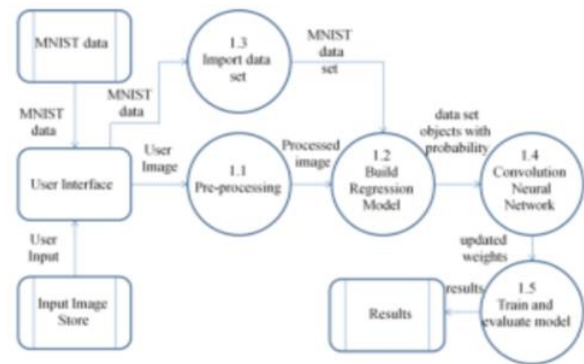 MNIST data
1.3
Import data
set
MNIST
data
set
MNIST
data
MNIST
data
User
Image
Processed
image
data set
objects with
probability
User Interface
1.1
Pre-processing
1.2
Build
Regression
Model
1.4
Convolution
Neural
Network
User
Input
updated
weights
Input Image
Store
Results
results
1.5
Train and
evaluate model